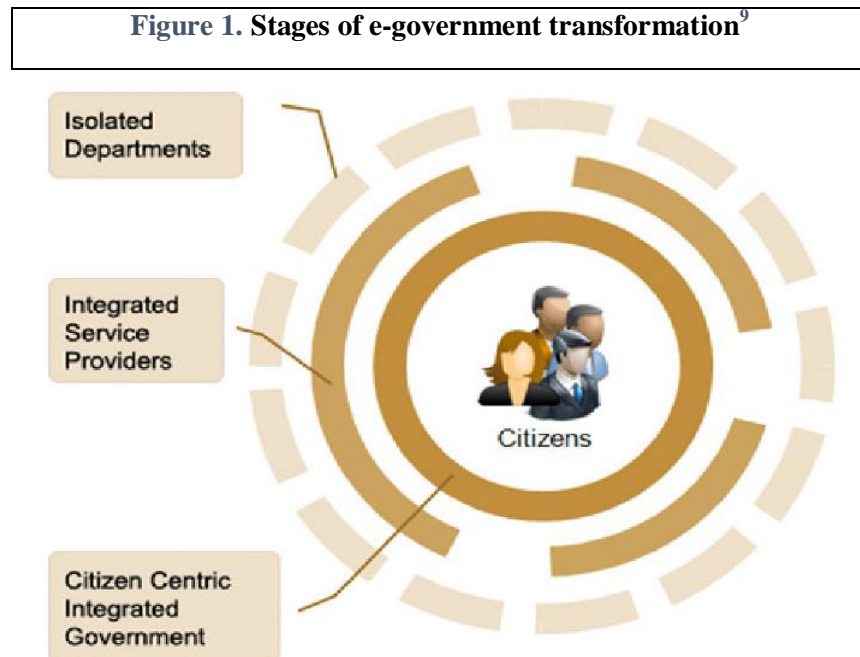 Figure 1. Stages of e-government transformation9
Isolated
Departments
Integrated
Service
Providers
Citizens
Citizen Centric
Integrated
Government